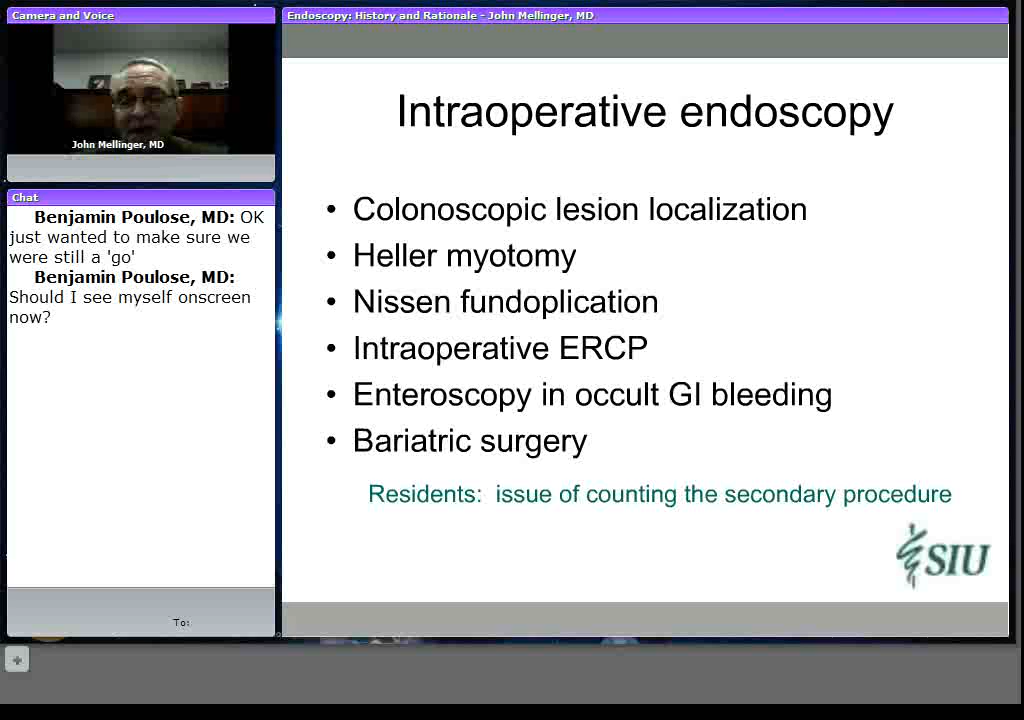 Camera and Voice
John Mellinger, MD
Chat
Benjamin Poulose, MD: OK
just wanted to make sure we
were still a 'go'
Benjamin Poulose, MD:
Should I see myself onscreen
now?
To:
Endoscopy: History and Rationale - John Mellinger, MD
Intraoperative endoscopy
• Colonoscopic lesion localization
• Heller myotomy
• Nissen fundoplication
• Intraoperative ERCP
• Enteroscopy in occult GI bleeding
• Bariatric surgery
Residents: issue of counting the secondary procedure
SIU